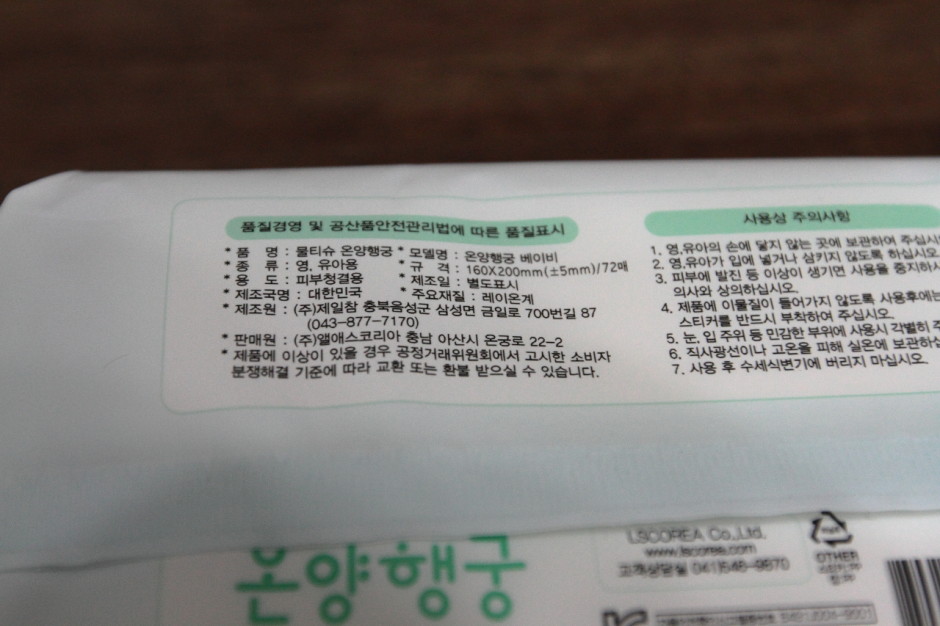 품질경영 및 공산품안전관리법에 따른 품질표시
* 품 명 : 물티슈 온양행궁 * 모델명 : 온양행궁 베이비
* 종 류 : 영. 유아용 * 규 격 : 160X200mm(±5mm)/72매
* 용 도 : 피부청결용 * 제조일 : 별도표시
* 제조국명 : 대한민국 * 주요재질 : 레이온계
* 제조원 : (주)제일참 충북음성군 삼성면 금일로 700번길 87
(043-877-7170)
* 판매원 : (주)앨애스코리아 충남 아산시 온궁로 22-2
* 제품에 이상이 있을 경우 공정거래위원회에서 고시한 소비자
분쟁해결 기준에 따라 교환 또는 환불 받으실 수 있습니다.
사용상 주의사항
1. 영.유아의 손에 닿지 않는 곳에 보관하여 주십시
2. 영.유아가 입에 넣거나 삼키지 않도록 하십시오
3. 피부에 발진 등 이상이 생기면 사용을 중지하시
의사와 상의하십시오.
4. 제품에 이물질이 들어가지 않도록 사용후에는
스티커를 반드시 부착하여 주십시오.
5. 눈, 입 주위 등 민감한 부위에 사용시 각별히
6. 직사광선이나 고온을 피해 실온에 보관하
7. 사용 후 수세식변기에 버리지 마십시오.
온양행궁
LSCOREA Co.,Ltd.
www.lscorea.com
고객상담실 041)546-9870
OTHER